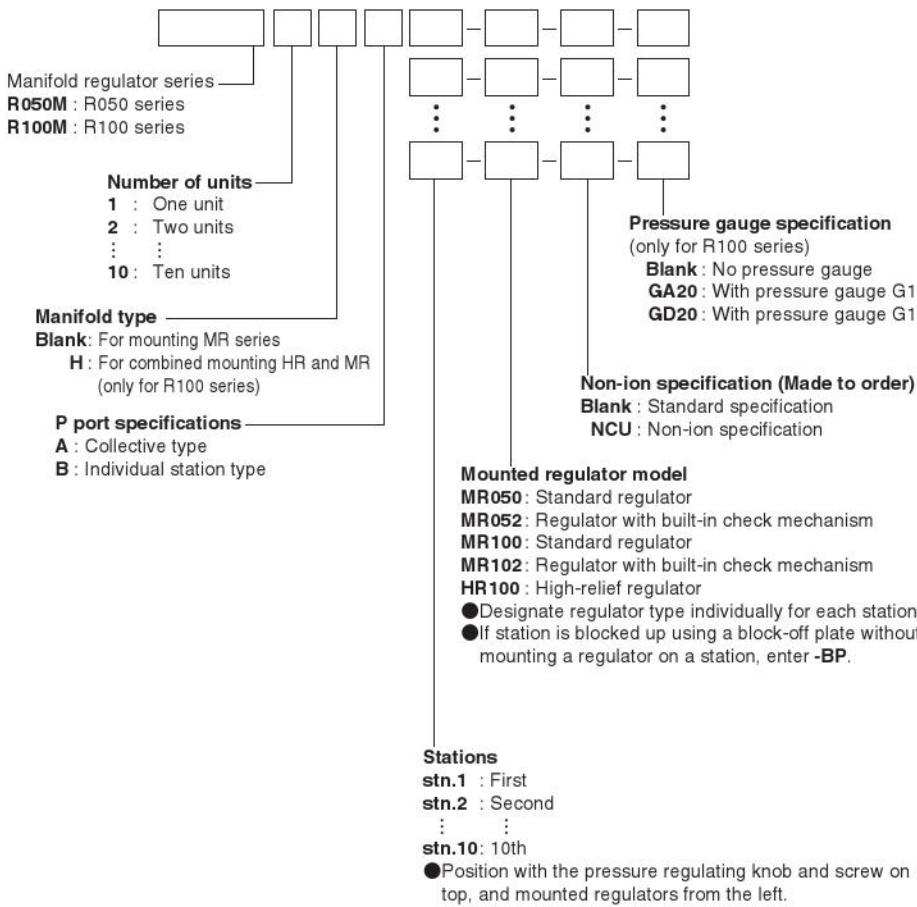 Manifold regulator series
R050M : R050 series
R100M : R100 series
Number of units
1 : One unit
2 : Two units
⋮ ⋮
10 : Ten units
Manifold type
Blank: For mounting MR series
H : For combined mounting HR and MR
(only for R100 series)
P port specifications
A : Collective type
B : Individual station type
Pressure gauge specification
(only for R100 series)
Blank : No pressure gauge
GA20 : With pressure gauge G1
GD20 : With pressure gauge G1
Non-ion specification (Made to order)
Blank : Standard specification
NCU : Non-ion specification
Mounted regulator model
MR050 : Standard regulator
MR052 : Regulator with built-in check mechanism
MR100 : Standard regulator
MR102 : Regulator with built-in check mechanism
HR100 : High-relief regulator
●Designate regulator type individually for each station
●If station is blocked up using a block-off plate without
mounting a regulator on a station, enter -BP.
Stations
stn.1 : First
stn.2 : Second
⋮ ⋮
stn.10 : 10th
●Position with the pressure regulating knob and screw on
top, and mounted regulators from the left.